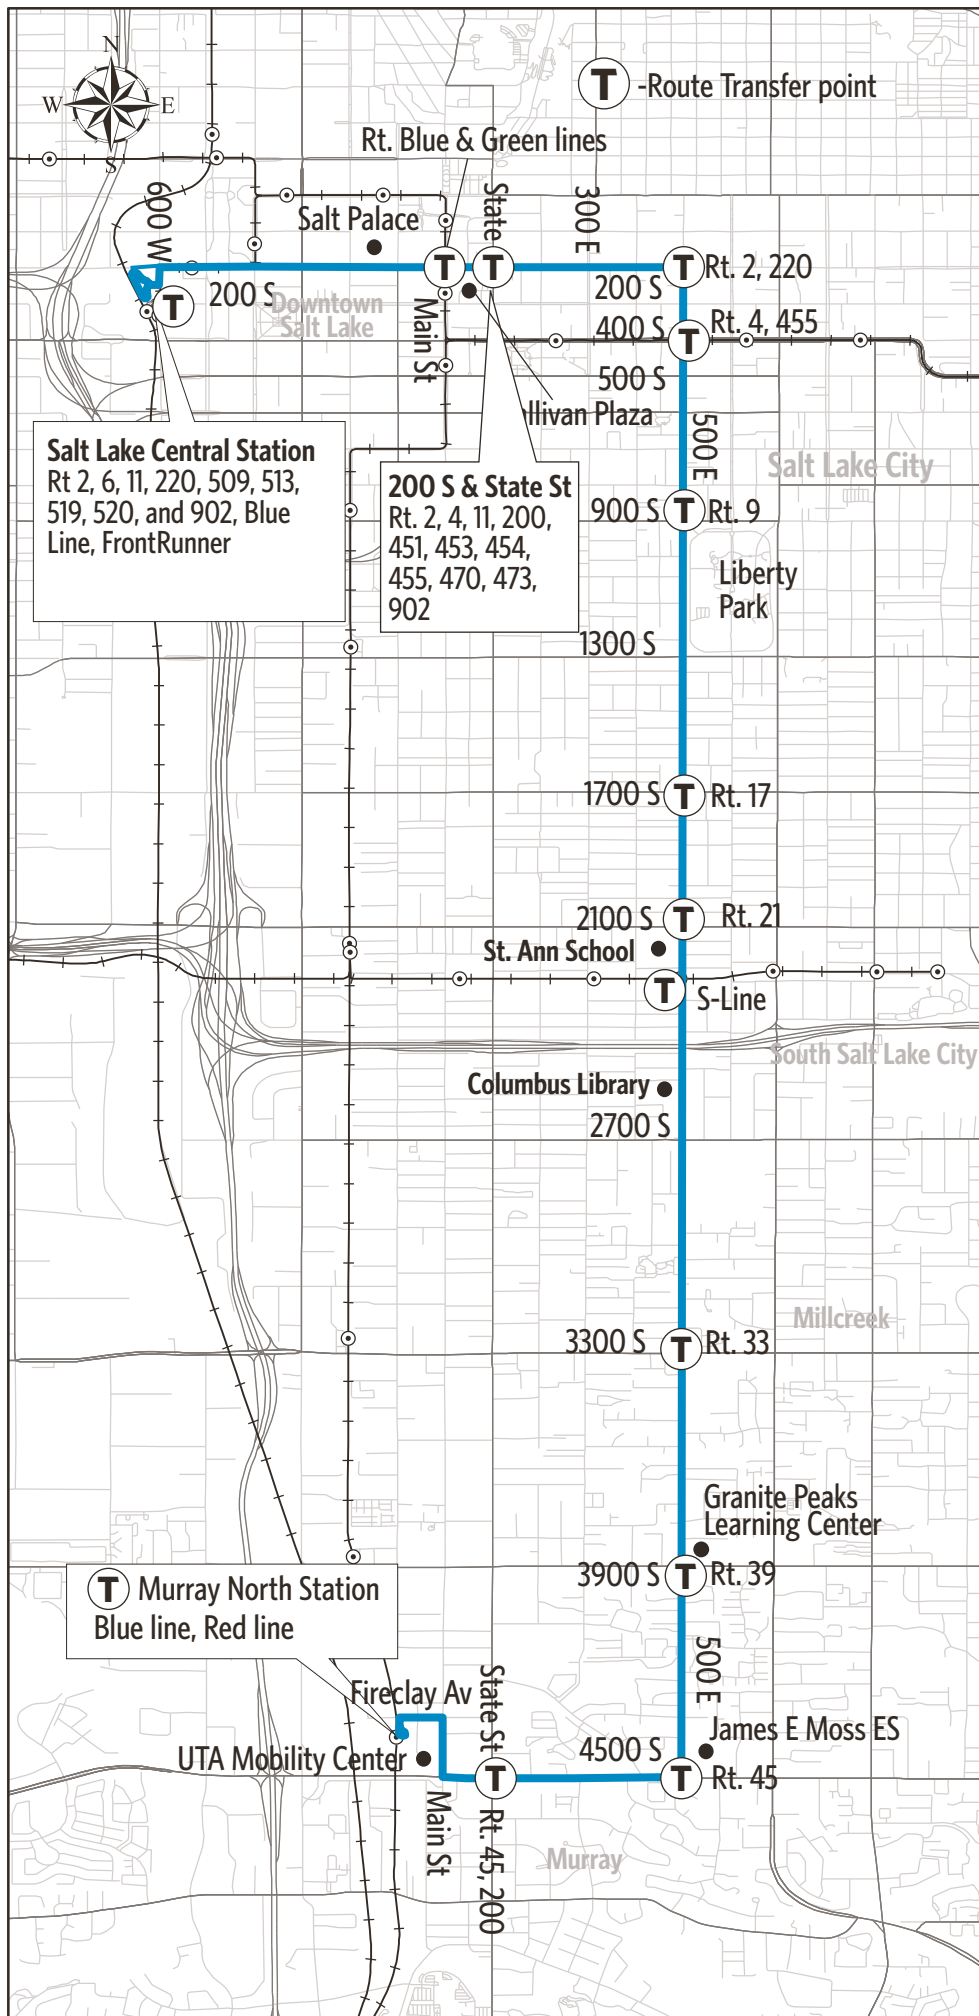 N
W E
S
T -Route Transfer point
Rt. Blue & Green lines
600 W
Salt Palace
State
300 E
T
T
T Rt. 2, 220
200 S
200 S
T
Downtown
Salt Lake
Main St
400 S T Rt. 4, 455
500 S
llivan Plaza
500 E
Salt Lake Central Station
Rt 2, 6, 11, 220, 509, 513,
519, 520, and 902, Blue
Line, FrontRunner
200 S & State St
Rt. 2, 4, 11, 200,
451, 453, 454,
455, 470, 473,
902
Salt Lake City
900 S T Rt. 9
Liberty
Park
1300 S
1700 S T Rt. 17
2100 S T Rt. 21
St. Ann School
T S-Line
South Salt Lake City
Columbus Library
2700 S
Millcreek
3300 S T Rt. 33
Granite Peaks
Learning Center
3900 S T Rt. 39
T Murray North Station
Blue line, Red line
500 E
Fireclay Av
State St
James E Moss ES
4500 S
UTA Mobility Center
T
T Rt. 45
Main St
Rt. 45, 200
Murray